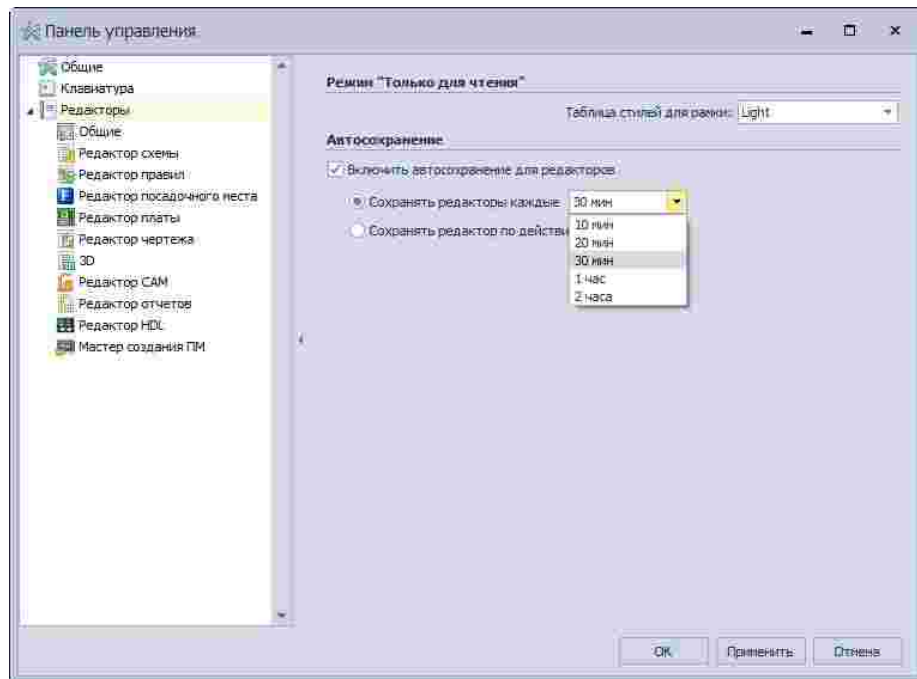 Панель управления
Общие
Клавиатура
Редакторы
Общие
Редактор схемы
Редактор правил
Редактор посадочного места
Редактор платы
Редактор чертежа
3D
Редактор CAM
Редактор отчетов
Редактор HDL
Мастер создания ПМ
Режим "Только для чтения"
Таблица стилей для рамки: Light
Автосохранение
Включить автосохранение для редакторов
Сохранять редакторы каждые 30 мин
Сохранять редактор по действи
10 мин
20 мин
30 мин
1 час
2 часа
OK
Применить
Отмена